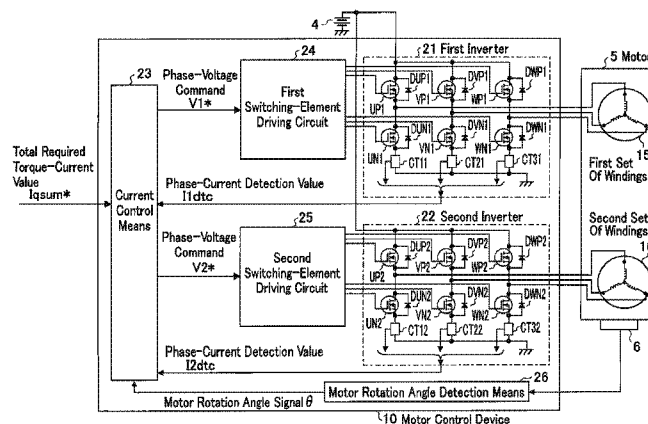 4
23
24
21 First Inverter
5 Motor
Phase-Voltage
Command
V1*
First
Switching-Element
Driving Circuit
DUP1
DVP1
DWP1
UP1
VP1
WP1
DUN1
DVN1
DWN1
UN1
VN1
WN1
CT11
CT21
CT31
15
First Set
Of Windings
Total Required
Torque-Current
Value
Iqsum*
Current
Control
Means
Phase-Current Detection Value
I1dtc
25
22 Second Inverter
Second Set
Of Windings
Phase-Voltage
Command
V2*
Second
Switching-Element
Driving Circuit
DUP2
DVP2
DWP2
UP2
VP2
WP2
DUN2
DVN2
DWN2
UN2
VN2
WN2
CT12
CT22
CT32
6
Phase-Current Detection Value
I2dtc
26
Motor Rotation Angle Signal θ
Motor Rotation Angle Detection Means
10 Motor Control Device